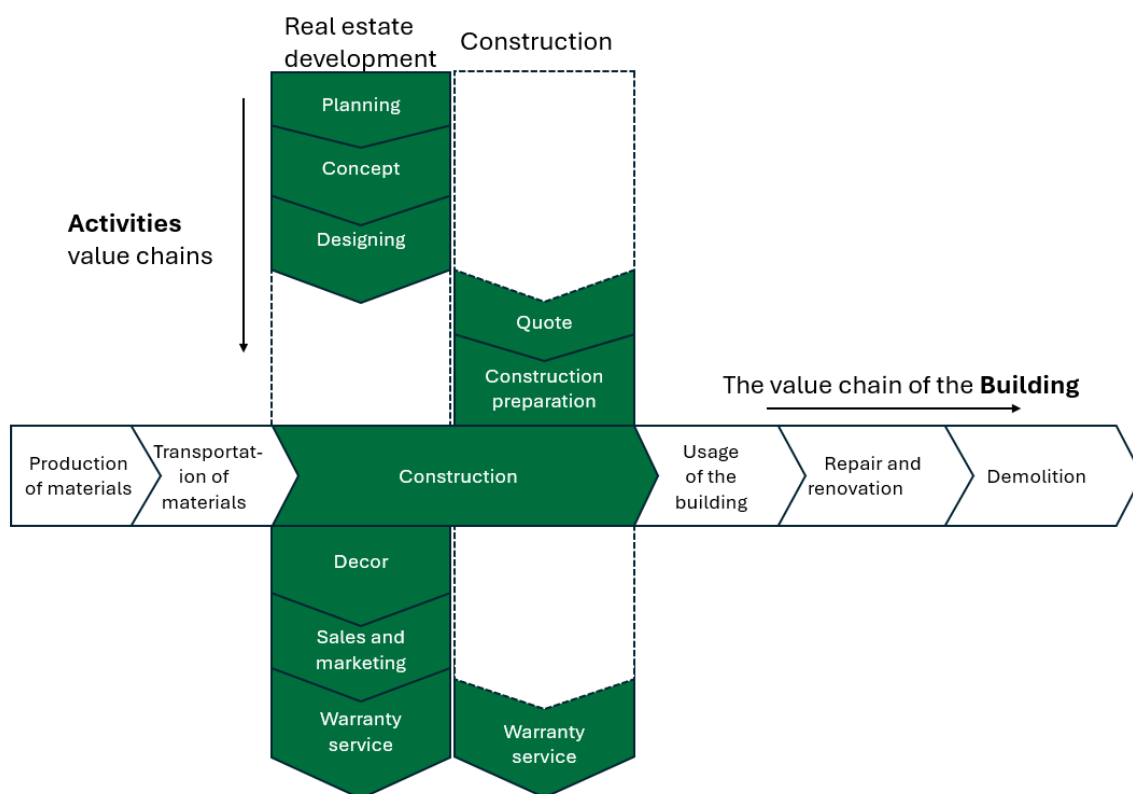 Real estate
development
Construction
Planning
Concept
Designing
Activities
value chains
Quote
Construction
preparation
The value chain of the Building
Production
of materials
Transportat-
ion of
materials
Construction
Usage
of the
building
Repair and
renovation
Demolition
Decor
Sales and
marketing
Warranty
service
Warranty
service